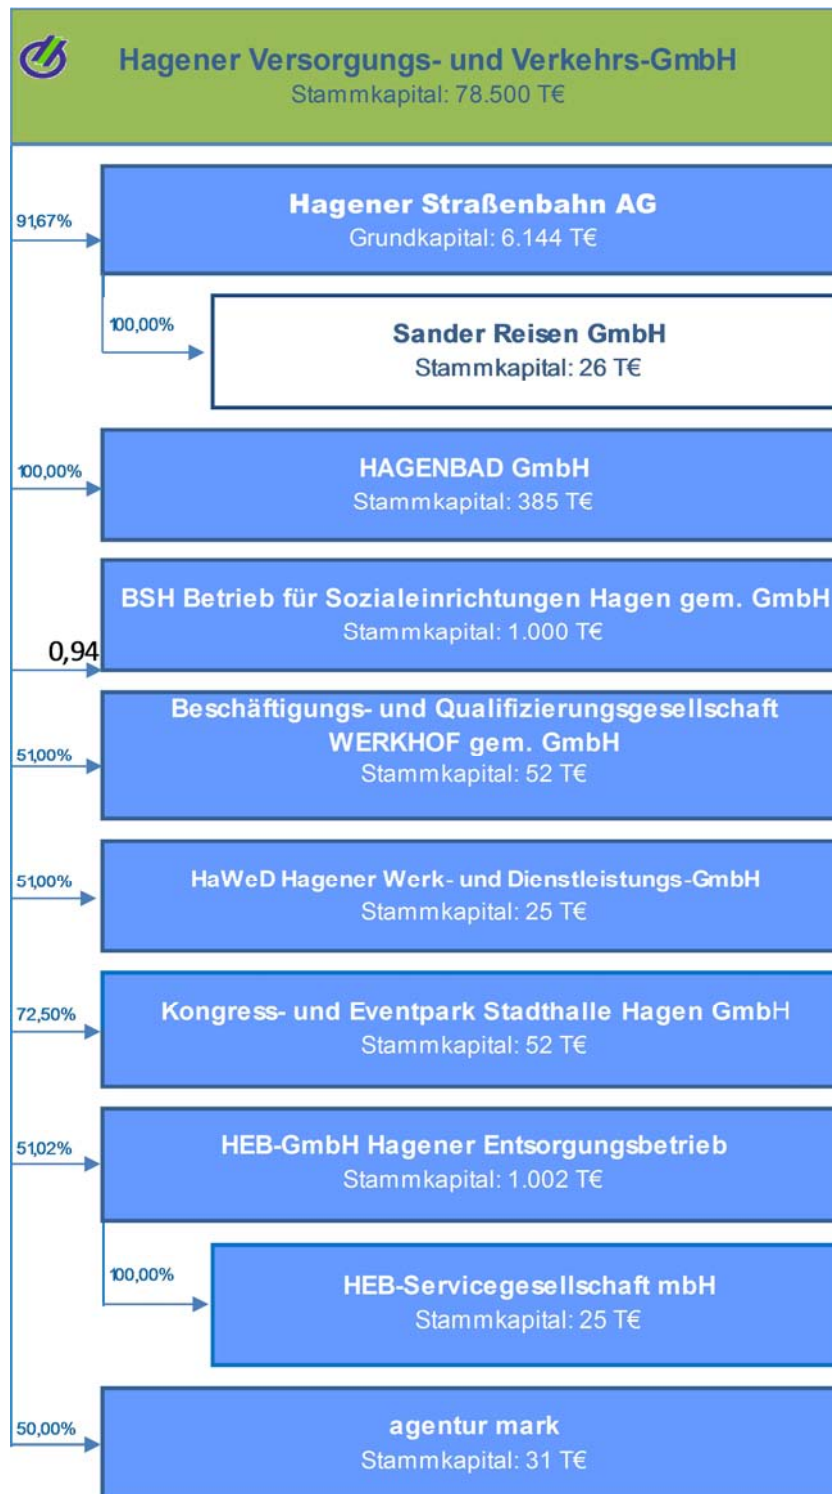 Hagener Versorgungs- und Verkehrs-GmbH
Stammkapital: 78.500 T€
91,67%
Hagener Straßenbahn AG
Grundkapital: 6.144 T€
100,00%
Sander Reisen GmbH
Stammkapital: 26 T€
100,00%
HAGENBAD GmbH
Stammkapital: 385 T€
BSH Betrieb für Sozialeinrichtungen Hagen gem. GmbH
Stammkapital: 1.000 T€
0,94
Beschäftigungs- und Qualifizierungsgesellschaft
WERKHOF gem. GmbH
Stammkapital: 52 T€
51,00%
HaWeD Hagener Werk- und Dienstleistungs-GmbH
Stammkapital: 25 T€
51,00%
Kongress- und Eventpark Stadthalle Hagen GmbH
Stammkapital: 52 T€
72,50%
HEB-GmbH Hagener Entsorgungsbetrieb
Stammkapital: 1.002 T€
51,02%
100,00%
HEB-Servicegesellschaft mbH
Stammkapital: 25 T€
agentur mark
Stammkapital: 31 T€
50,00%